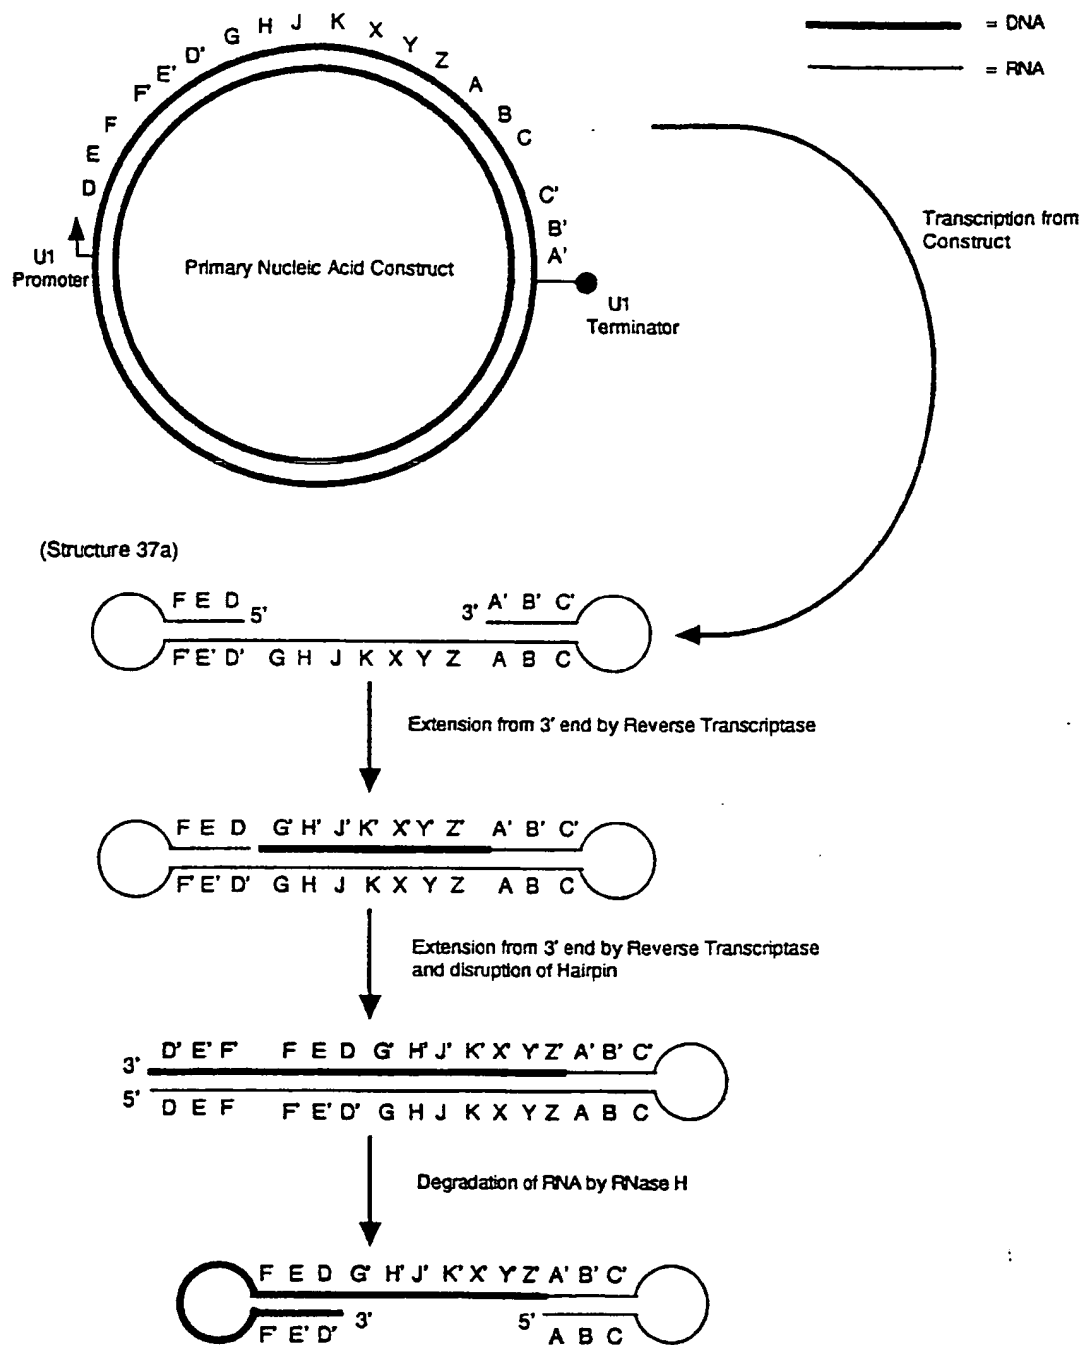 D E F F' E' D' G H J K X Y Z A B C C' B' A'
= DNA
= RNA
U1
Promoter
Primary Nucleic Acid Construct
U1
Terminator
Transcription from
Construct
(Structure 37a)
F E D 5' 3' A' B' C'
F' E' D' G H J K X Y Z A B C
Extension from 3' end by Reverse Transcriptase
F E D G' H' J' K' X' Y' Z' A' B' C'
F' E' D' G H J K X Y Z A B C
Extension from 3' end by Reverse Transcriptase
and disruption of Hairpin
3' D' E' F' F E D G' H' J' K' X' Y' Z' A' B' C'
5' D E F F' E' D' G H J K X Y Z A B C
Degradation of RNA by RNase H
F E D G' H' J' K' X' Y' Z' A' B' C'
F' E' D' 3' 5' A B C